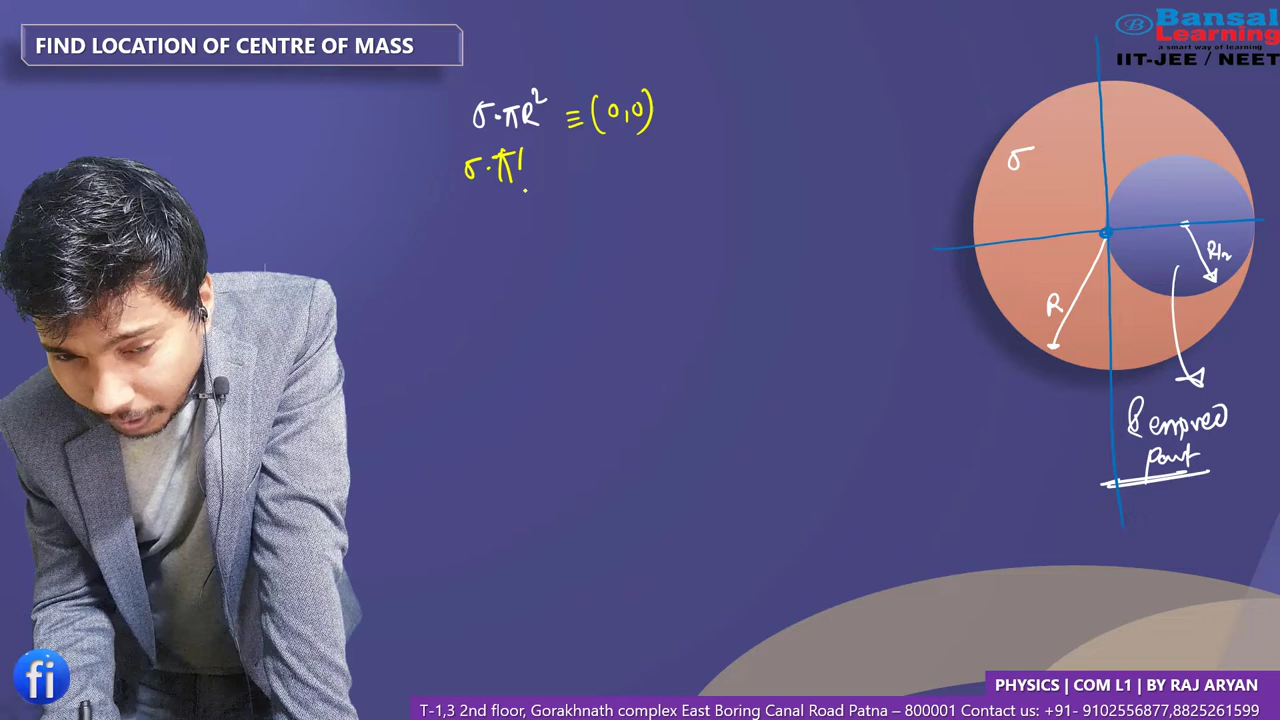 FIND LOCATION OF CENTRE OF MASS
Bansal
Learning
a smart way of learning
IIT-JEE / NEET
σ·πR² ≡ (0,0)
σ·π
σ
R/2
R
Removed
part
fi
PHYSICS | COM L1 | BY RAJ ARYAN
T-1,3 2nd floor, Gorakhnath complex East Boring Canal Road Patna – 800001 Contact us: +91- 9102556877,8825261599